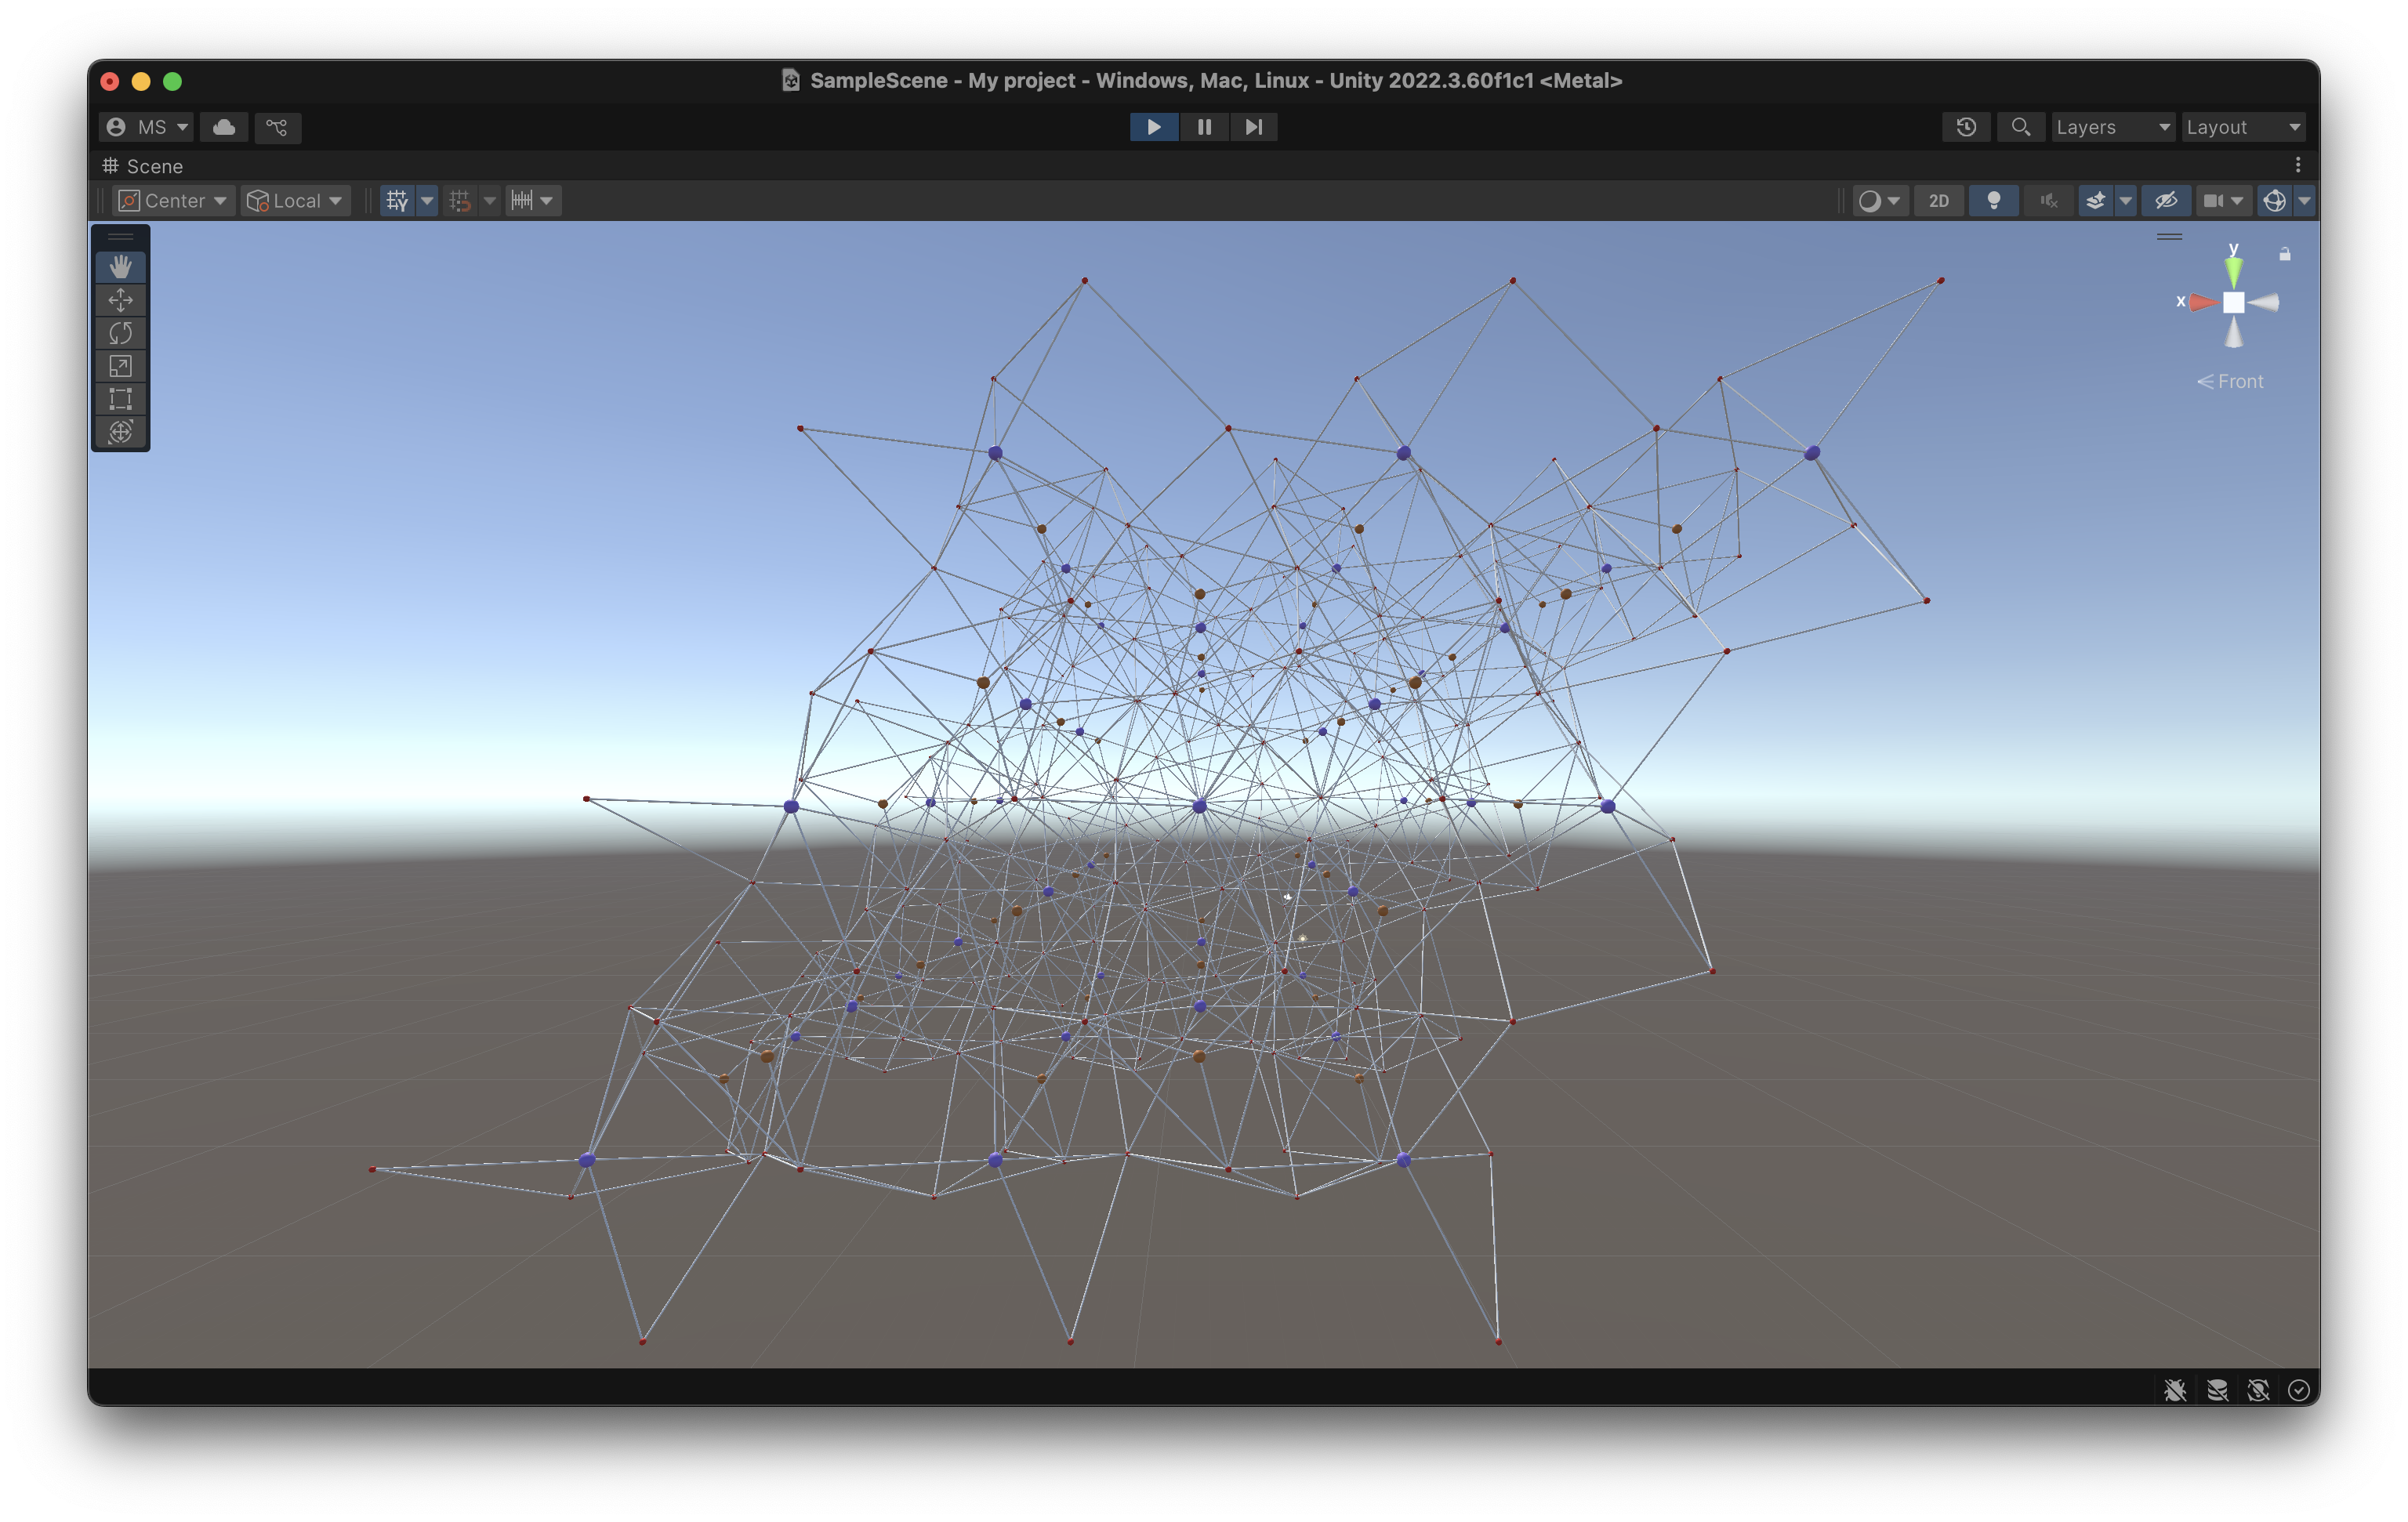 SampleScene - My project - Windows, Mac, Linux - Unity 2022.3.60f1c1 <Metal>
MS
Layers
Layout
Scene
Center
Local
2D
y
x
Front